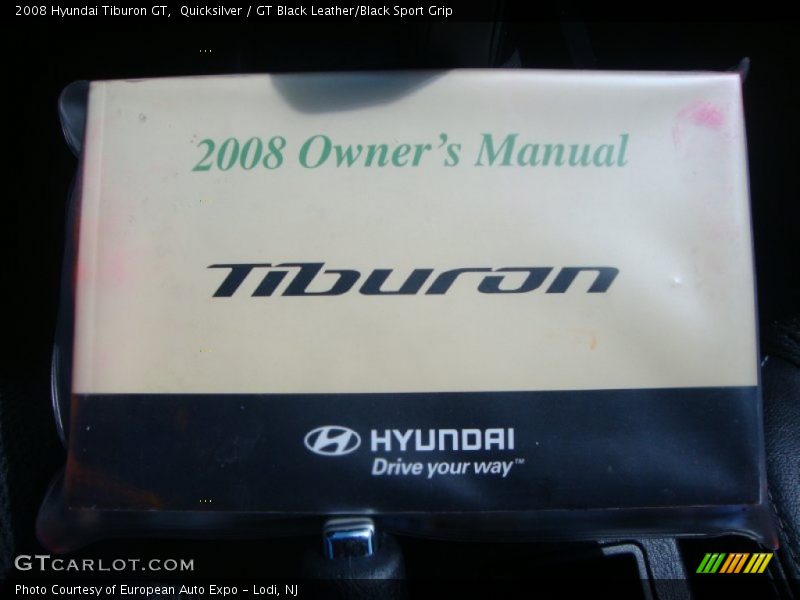 2008 Hyundai Tiburon GT,  Quicksilver / GT Black Leather/Black Sport Grip
2008 Owner's Manual
Tiburon
HYUNDAI
Drive your way™
GTCARLOT.COM
Photo Courtesy of European Auto Expo - Lodi, NJ